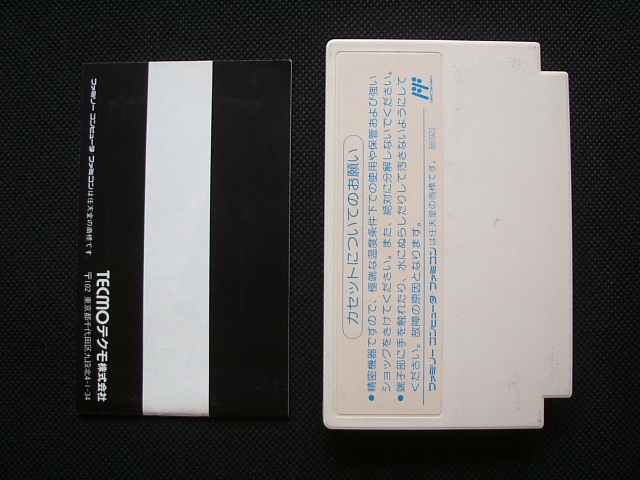 ファミリー コンピュータ ファミコンは任天堂の商標です
TECMO テクモ株式会社
〒102 東京都千代田区九段北4-1-34
カセットについてのお願い
● 精密機器ですので、極端な温度条件下での使用や保管および強い
ショックをさけてください。また、絶対に分解しないでください。
● 端子部に手を触れたり、水にぬらしたりして汚さないようにして
ください。故障の原因となります。
ファミリー コンピュータ ファミコンは任天堂の商標です。